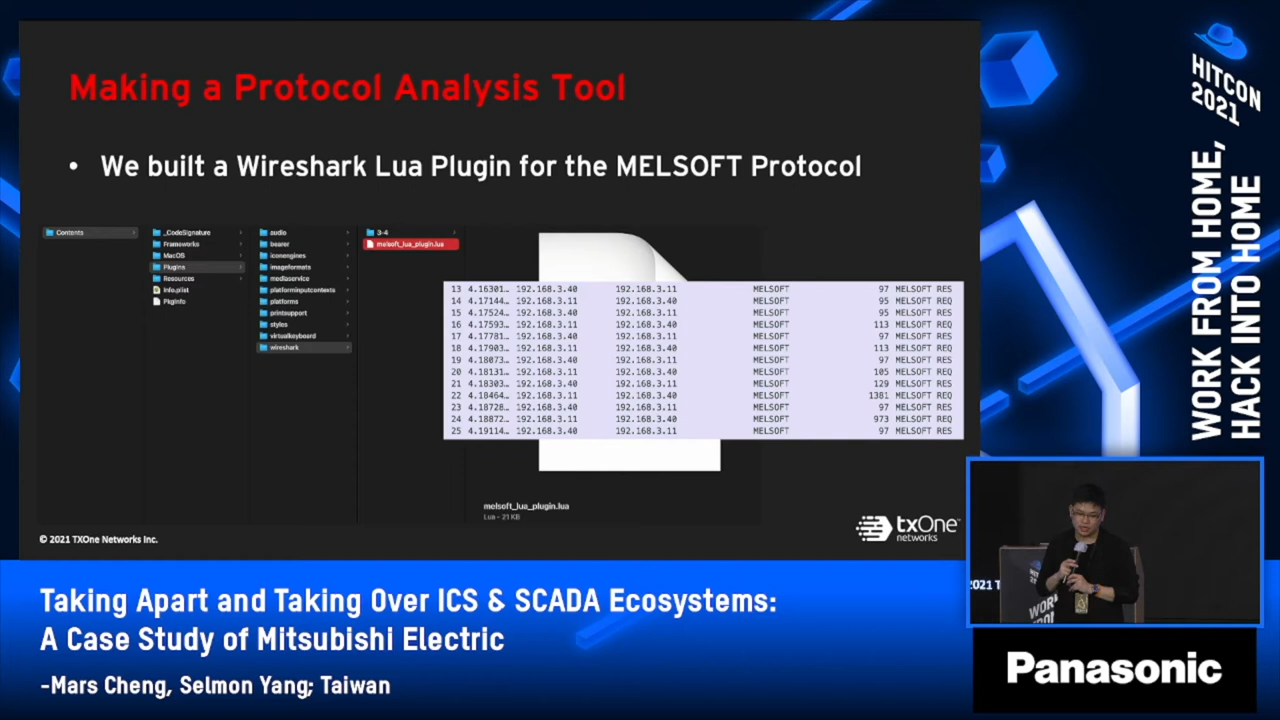 Making a Protocol Analysis Tool
• We built a Wireshark Lua Plugin for the MELSOFT Protocol
Contents
_CodeSignature
Frameworks
MacOS
PlugIns
Resources
Info.plist
PkgInfo
audio
bearer
iconengines
imageformats
mediaservice
platforminputcontexts
platforms
printsupport
styles
virtualkeyboard
wireshark
3-4
melsoft_lua_plugin.lua
13 4.16301… 192.168.3.40 192.168.3.11 MELSOFT 97 MELSOFT RES
14 4.17144… 192.168.3.11 192.168.3.40 MELSOFT 95 MELSOFT REQ
15 4.17524… 192.168.3.40 192.168.3.11 MELSOFT 95 MELSOFT RES
16 4.17593… 192.168.3.11 192.168.3.40 MELSOFT 113 MELSOFT REQ
17 4.17781… 192.168.3.40 192.168.3.11 MELSOFT 97 MELSOFT RES
18 4.17903… 192.168.3.11 192.168.3.40 MELSOFT 113 MELSOFT REQ
19 4.18073… 192.168.3.40 192.168.3.11 MELSOFT 97 MELSOFT RES
20 4.18131… 192.168.3.11 192.168.3.40 MELSOFT 105 MELSOFT REQ
21 4.18303… 192.168.3.40 192.168.3.11 MELSOFT 129 MELSOFT RES
22 4.18464… 192.168.3.11 192.168.3.40 MELSOFT 1381 MELSOFT REQ
23 4.18728… 192.168.3.40 192.168.3.11 MELSOFT 97 MELSOFT RES
24 4.18872… 192.168.3.11 192.168.3.40 MELSOFT 973 MELSOFT REQ
25 4.19114… 192.168.3.40 192.168.3.11 MELSOFT 97 MELSOFT RES
melsoft_lua_plugin.lua
Lua - 21 KB
© 2021 TXOne Networks Inc.
txOne™
networks
HITCON
2021
WORK FROM HOME,
HACK INTO HOME
2021 T
HITCON
WOR
Taking Apart and Taking Over ICS & SCADA Ecosystems:
A Case Study of Mitsubishi Electric
-Mars Cheng, Selmon Yang; Taiwan
Panasonic